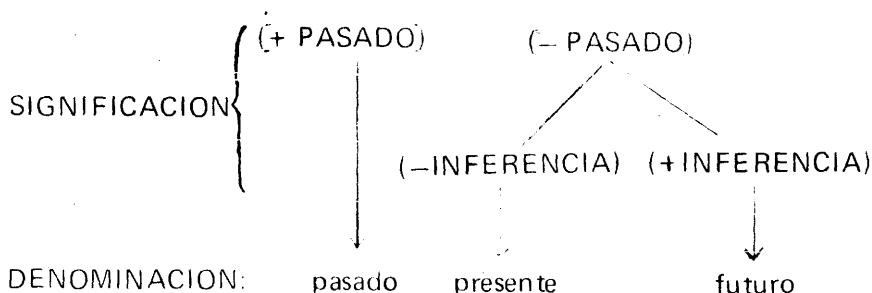 (+ PASADO) (– PASADO)
SIGNIFICACION
(–INFERENCIA) (+INFERENCIA)
DENOMINACION: pasado presente futuro